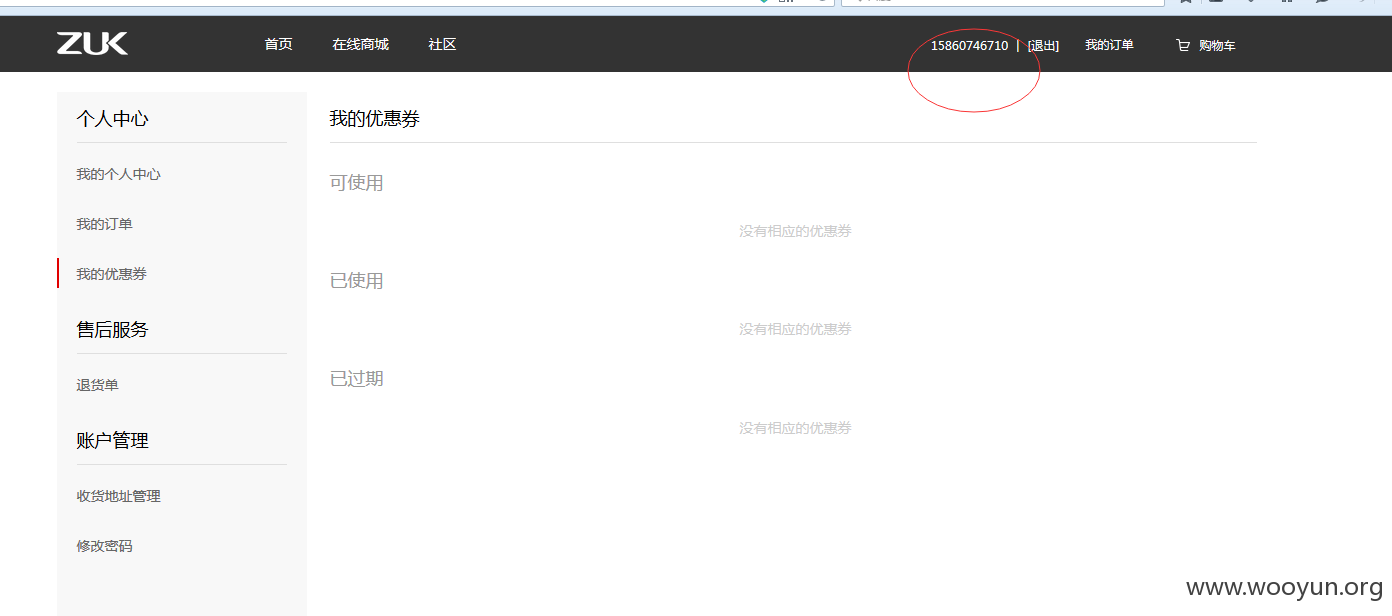 ZUK 首页 在线商城 社区 15860746710 | [退出] 我的订单 购物车
个人中心
我的个人中心
我的订单
我的优惠券
售后服务
退货单
账户管理
收货地址管理
修改密码
我的优惠券
可使用
没有相应的优惠券
已使用
没有相应的优惠券
已过期
没有相应的优惠券
www.wooyun.org